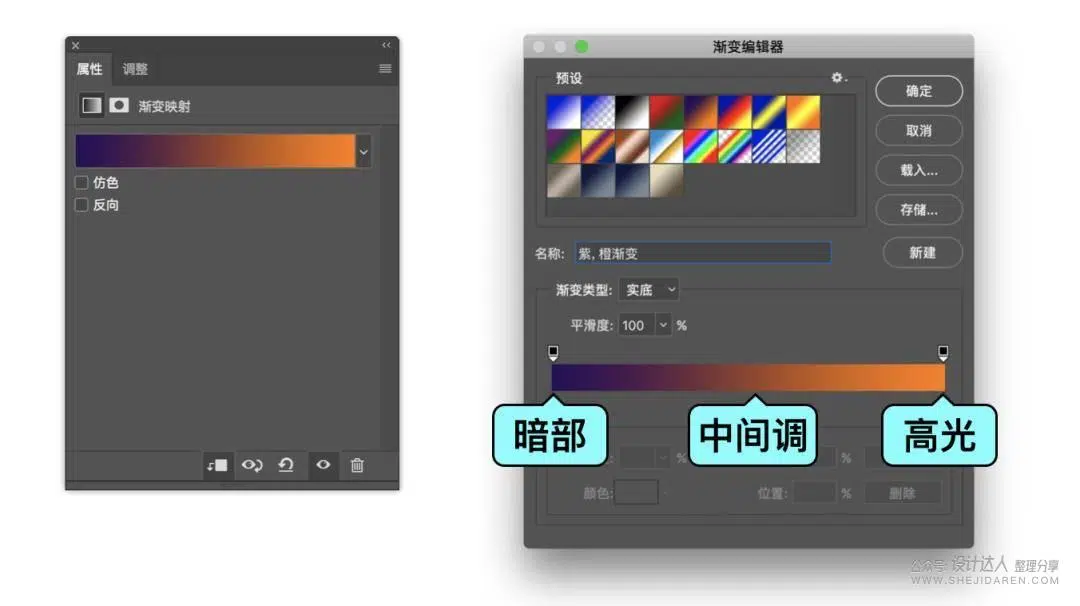 属性 调整
渐变映射
仿色
反向
渐变编辑器
预设
确定
取消
载入...
存储...
名称: 紫, 橙渐变
新建
渐变类型: 实底
平滑度: 100 %
暗部 中间调 高光
% %
颜色: 位置: % 删除
公众号: 设计达人 整理分享
WWW.SHEJIDAREN.COM